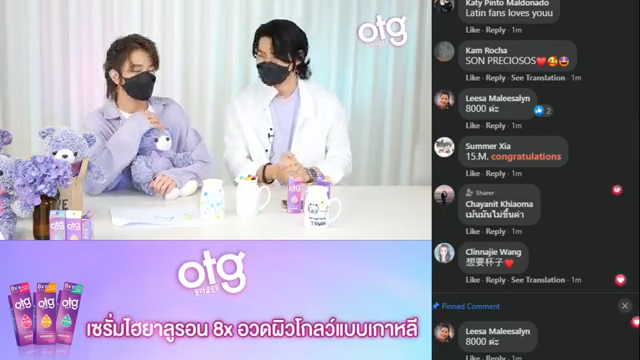 otg
otg
เซรั่มไฮยาลูรอน 8x อวดผิวโกลว์แบบเกาหลี
Katy Pinto Maldonado
Latin fans loves youu
Like · Reply · 1m
Kam Rocha
SON PRECIOSOS❤️🥰🤩
Like · Reply · See Translation · 1m
Leesa Maleesalyn
8000 ค่ะ
2
Like · Reply · 1m
Summer Xia
15.M. congratulations
Like · Reply · 1m
Sharer
Chayanit Khiaoma
เม้นมันไม่ขึ้นค่า
Like · Reply · 1m
Clinnajie Wang
想要杯子❤️
Like · Reply · See Translation · 1m
Pinned Comment
Leesa Maleesalyn
8000 ค่ะ
Like · Reply · 1m